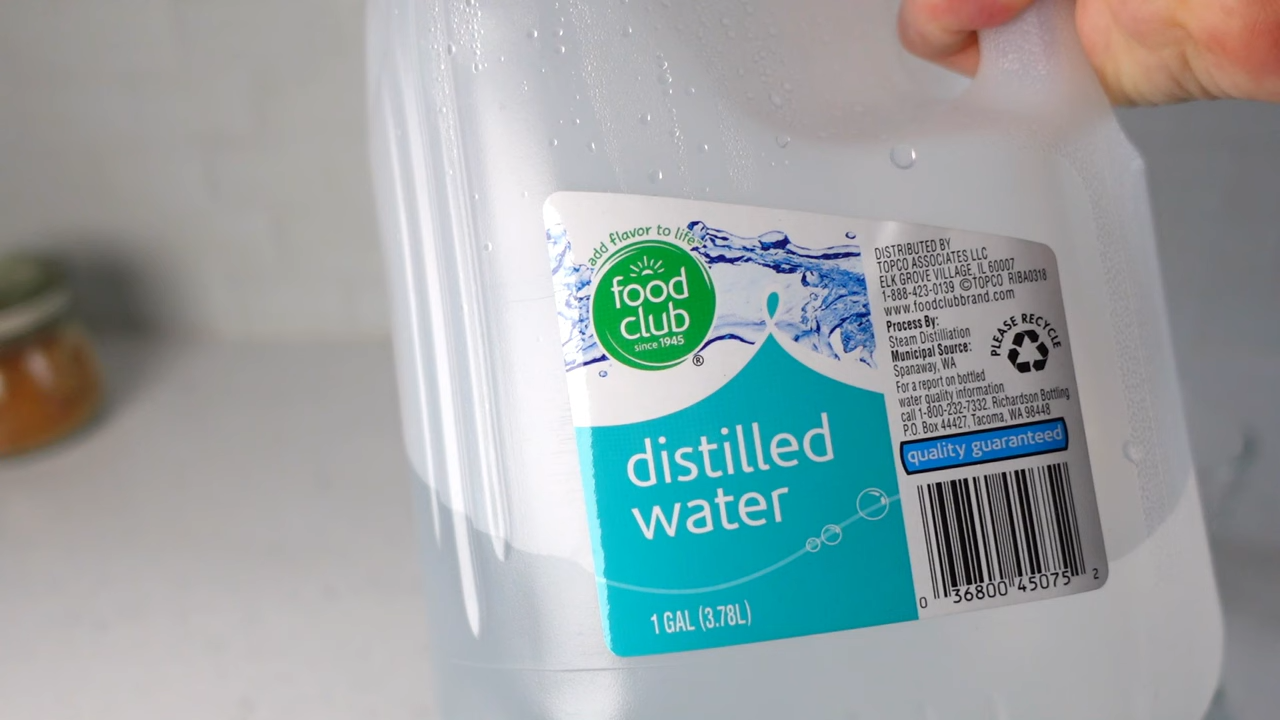 add flavor to life™
food
club
since 1945
®
distilled
water
1 GAL (3.78L)
DISTRIBUTED BY
TOPCO ASSOCIATES LLC
ELK GROVE VILLAGE, IL 60007
1-888-423-0139 ©TOPCO RIBA0318
www.foodclubbrand.com
Process By:
Steam Distilliation
Municipal Source:
Spanaway, WA
For a report on bottled
water quality information
call 1-800-232-7332. Richardson Bottling
P.O. Box 44427, Tacoma, WA 98448
PLEASE RECYCLE
quality guaranteed
0 36800 45075 2